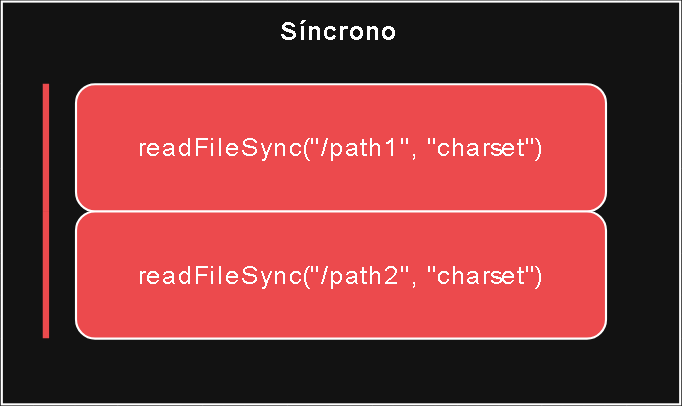 Síncrono
readFileSync("/path1", "charset")
readFileSync("/path2", "charset")